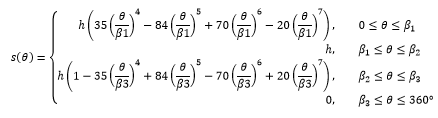 h(35(θ/β1)^4 − 84(θ/β1)^5 + 70(θ/β1)^6 − 20(θ/β1)^7), 0 ≤ θ ≤ β₁
h, β₁ ≤ θ ≤ β₂
s(θ) = {
h(1 − 35(θ/β3)^4 + 84(θ/β3)^5 − 70(θ/β3)^6 + 20(θ/β3)^7), β₂ ≤ θ ≤ β₃
0, β₃ ≤ θ ≤ 360°